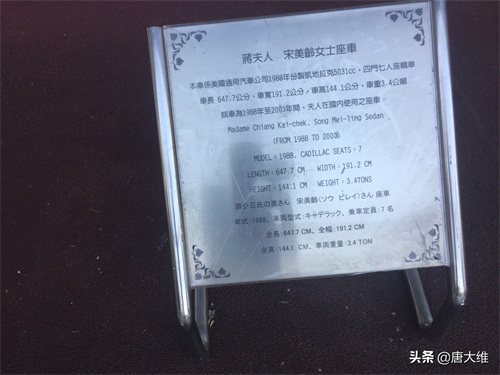 蔣夫人 宋美齡女士座車
本車係美國通用汽車公司1988年份製凱地拉克5031cc，四門七人座轎車
車長 647.7公分，車寬191.2公分，車高144.1公分，車重3.4公噸
該車為1988年至2003年間，夫人在國內使用之座車。
Madame Chiang Kai-chek, Song Mei-ling Sedan
(FROM 1988 TO 2003)
MODEL：1988, CADILLAC SEATS：7
LENGTH：647.7 CM WIDTH：191.2 CM
HEIGHT：144.1 CM WEIGHT：3.4TONS
蔣介石氏の奥さん 宋美齢(ソウ ビレイ)さん 座車
年式:1988、車両型式:キャデラック、乗車定員：7 名
全長:647.7 CM、全幅:191.2 CM
全高:144.1 CM、車両重量:3.4 TON
头条 @唐大维